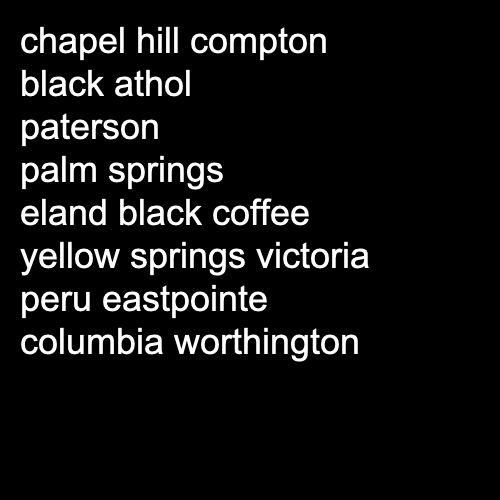 chapel hill compton
black athol
paterson
palm springs
eland black coffee
yellow springs victoria
peru eastpointe
columbia worthington